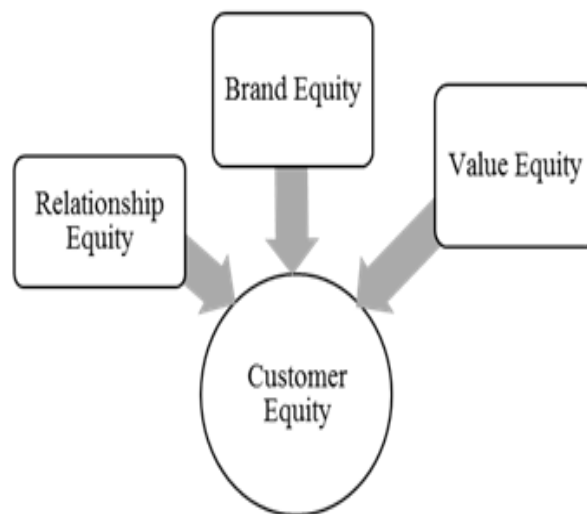 Brand Equity
Value Equity
Relationship
Equity
Customer
Equity